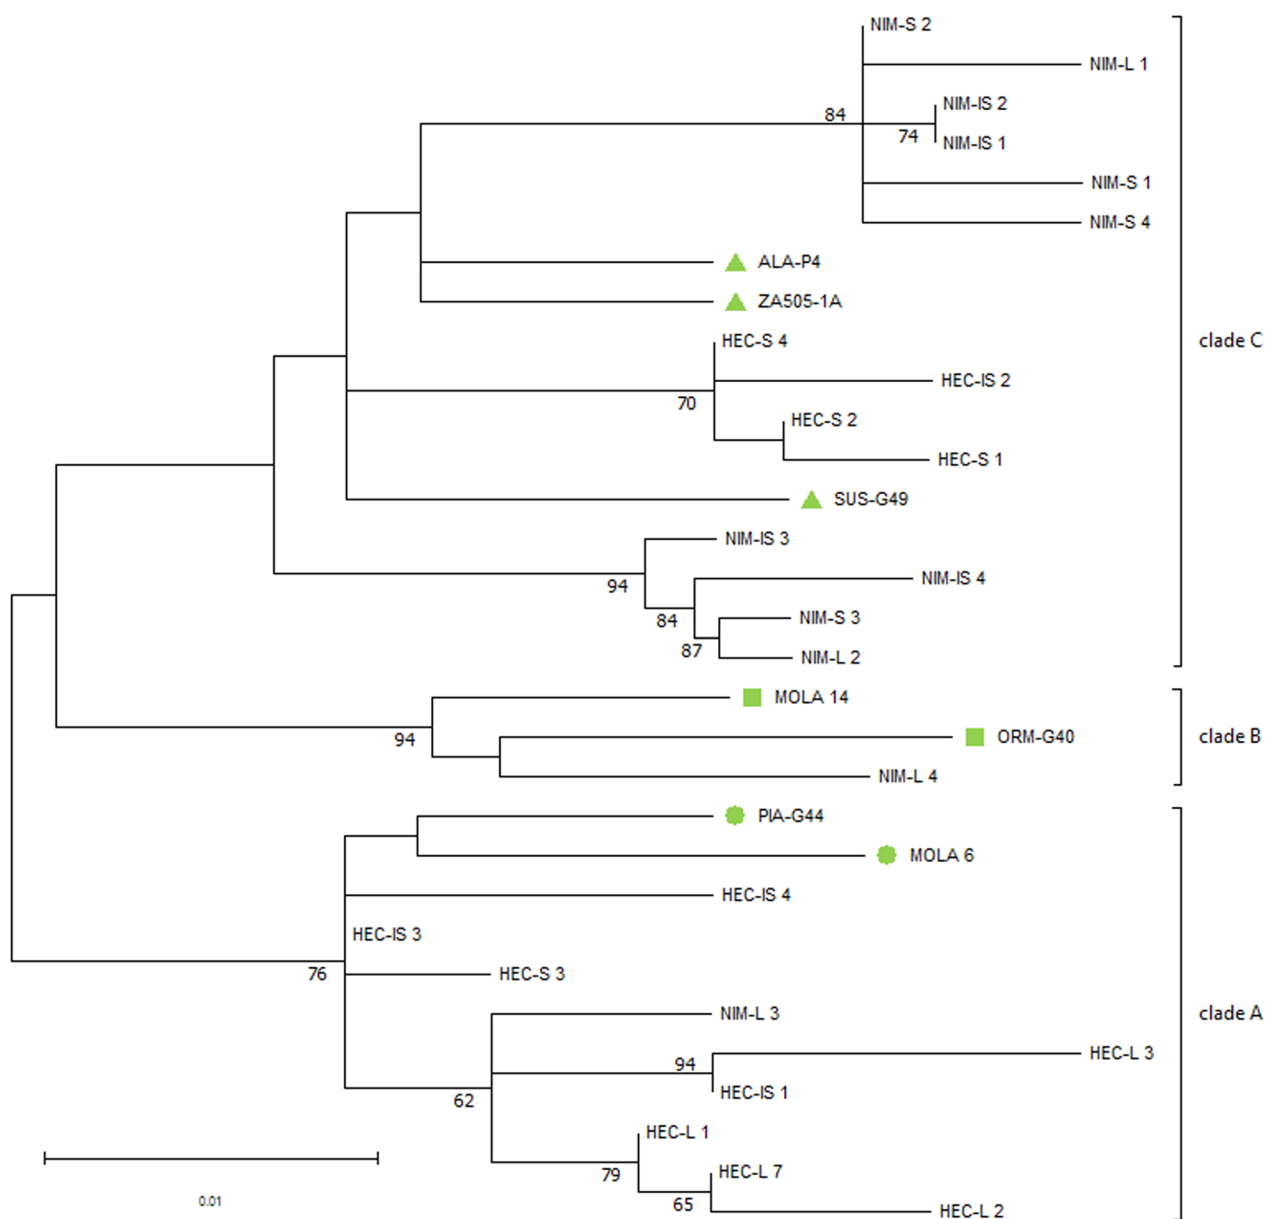 NIM-S 2
NIM-L 1
NIM-IS 2
84
74
NIM-IS 1
NIM-S 1
NIM-S 4
ALA-P4
ZA505-1A
HEC-S 4
clade C
HEC-IS 2
70
HEC-S 2
HEC-S 1
SUS-G49
NIM-IS 3
NIM-IS 4
94
NIM-S 3
84
87
NIM-L 2
MOLA 14
94
ORM-G40
clade B
NIM-L 4
PIA-G44
MOLA 6
HEC-IS 4
HEC-IS 3
76
HEC-S 3
NIM-L 3
clade A
HEC-L 3
94
HEC-IS 1
62
HEC-L 1
79
HEC-L 7
65
HEC-L 2
0.01